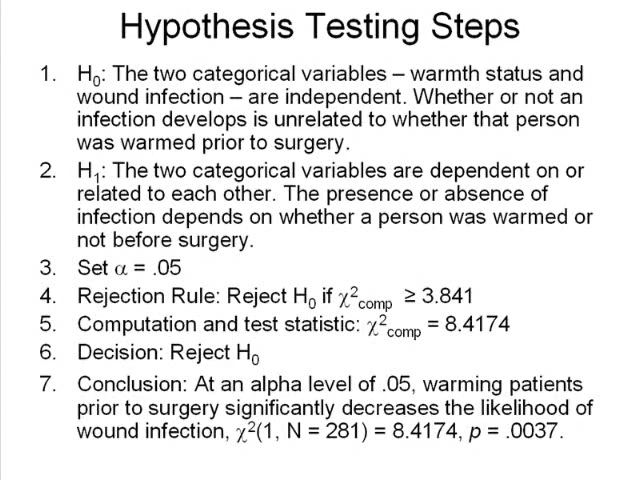 Hypothesis Testing Steps
1. H₀: The two categorical variables – warmth status and
wound infection – are independent. Whether or not an
infection develops is unrelated to whether that person
was warmed prior to surgery.
2. H₁: The two categorical variables are dependent on or
related to each other. The presence or absence of
infection depends on whether a person was warmed or
not before surgery.
3. Set α = .05
4. Rejection Rule: Reject H₀ if χ²comp ≥ 3.841
5. Computation and test statistic: χ²comp = 8.4174
6. Decision: Reject H₀
7. Conclusion: At an alpha level of .05, warming patients
prior to surgery significantly decreases the likelihood of
wound infection, χ²(1, N = 281) = 8.4174, p = .0037.